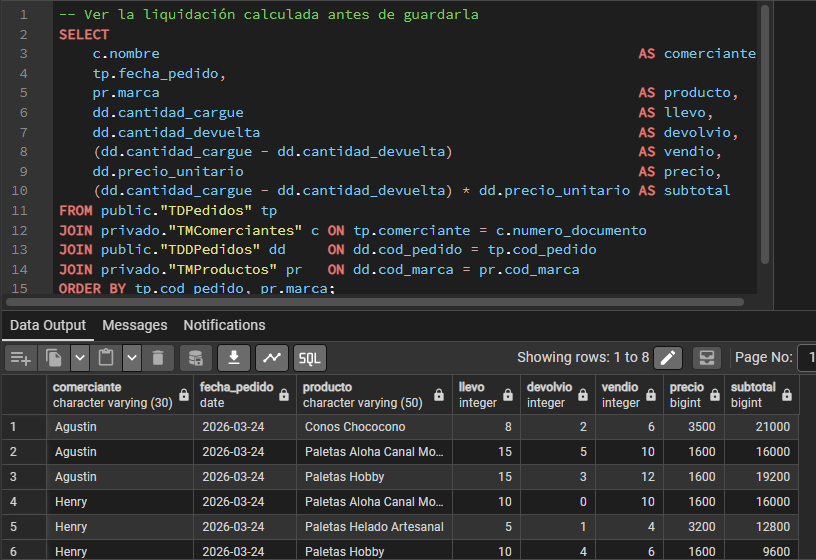 1 -- Ver la liquidación calculada antes de guardarla
2 SELECT
3 c.nombre AS comerciante
4 tp.fecha_pedido,
5 pr.marca AS producto,
6 dd.cantidad_cargue AS llevo,
7 dd.cantidad_devuelta AS devolvio,
8 (dd.cantidad_cargue - dd.cantidad_devuelta) AS vendio,
9 dd.precio_unitario AS precio,
10 (dd.cantidad_cargue - dd.cantidad_devuelta) * dd.precio_unitario AS subtotal
11 FROM public."TDPedidos" tp
12 JOIN privado."TMComerciantes" c ON tp.comerciante = c.numero_documento
13 JOIN public."TDDPedidos" dd ON dd.cod_pedido = tp.cod_pedido
14 JOIN privado."TMProductos" pr ON dd.cod_marca = pr.cod_marca
15 ORDER BY tp.cod_pedido, pr.marca;
Data Output Messages Notifications
SQL Showing rows: 1 to 8 Page No: 1
comerciante fecha_pedido producto llevo devolvio vendio precio subtotal
character varying (30) date character varying (50) integer integer integer bigint bigint
1 Agustin 2026-03-24 Conos Chococono 8 2 6 3500 21000
2 Agustin 2026-03-24 Paletas Aloha Canal Mo... 15 5 10 1600 16000
3 Agustin 2026-03-24 Paletas Hobby 15 3 12 1600 19200
4 Henry 2026-03-24 Paletas Aloha Canal Mo... 10 0 10 1600 16000
5 Henry 2026-03-24 Paletas Helado Artesanal 5 1 4 3200 12800
6 Henry 2026-03-24 Paletas Hobby 10 4 6 1600 9600